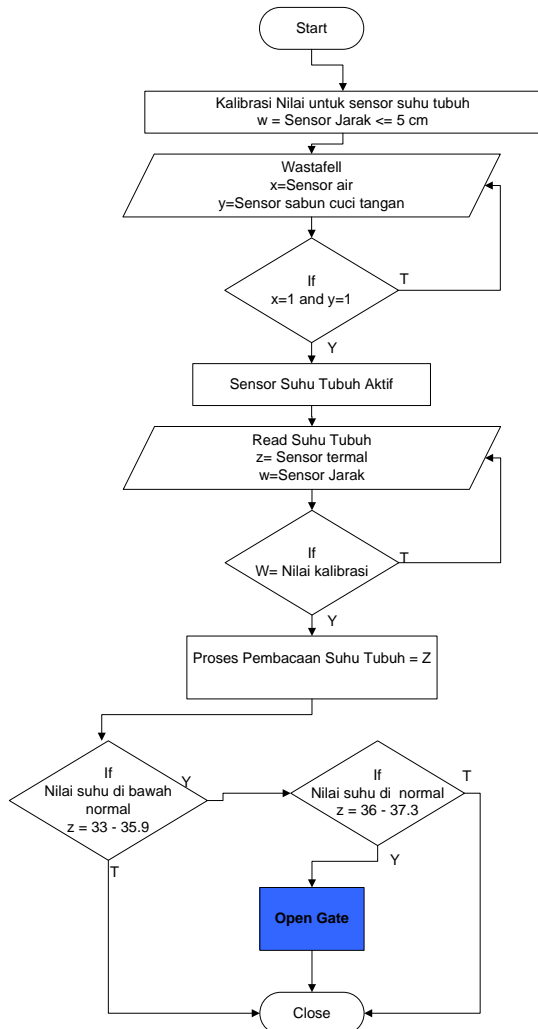 Start
Kalibrasi Nilai untuk sensor suhu tubuh
w = Sensor Jarak <= 5 cm
Wastafell
x=Sensor air
y=Sensor sabun cuci tangan
If
x=1 and y=1
T
Y
Sensor Suhu Tubuh Aktif
Read Suhu Tubuh
z= Sensor termal
w=Sensor Jarak
If
W= Nilai kalibrasi
T
Y
Proses Pembacaan Suhu Tubuh = Z
If
Nilai suhu di bawah
normal
z = 33 - 35.9
Y
T
If
Nilai suhu di normal
z = 36 - 37.3
T
Y
Open Gate
Close